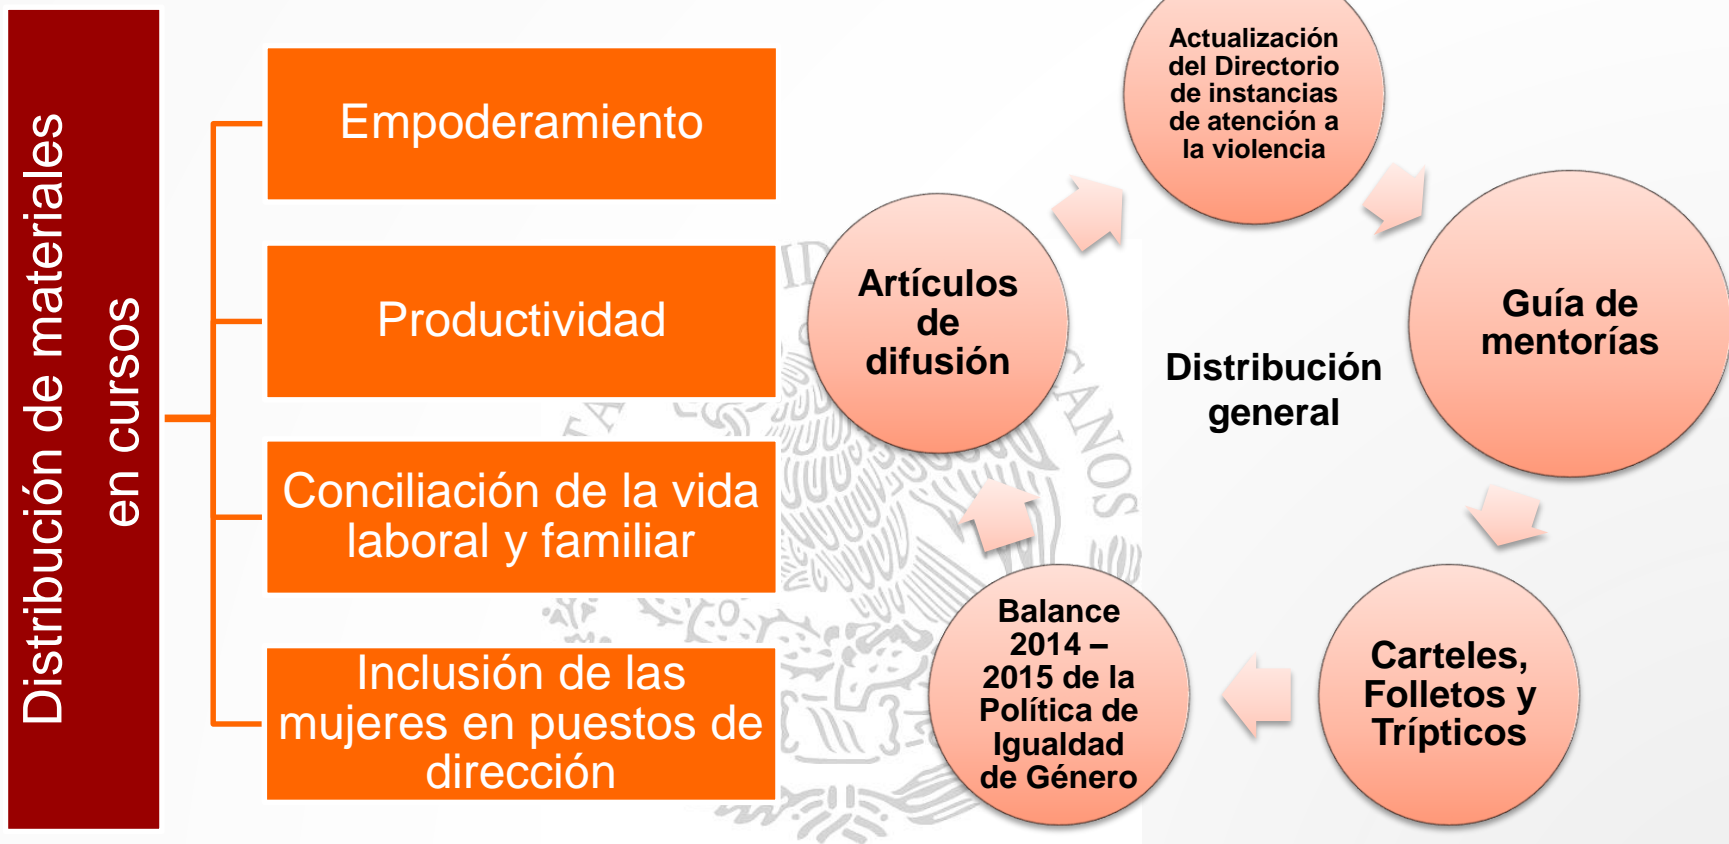 Distribución de materiales
en cursos
Empoderamiento
Productividad
Conciliación de la vida
laboral y familiar
Inclusión de las
mujeres en puestos de
dirección
Actualización
del Directorio
de instancias
de atención a
la violencia
Guía de
mentorías
Carteles,
Folletos y
Trípticos
Balance
2014 –
2015 de la
Política de
Igualdad
de Género
Artículos
de
difusión
Distribución
general